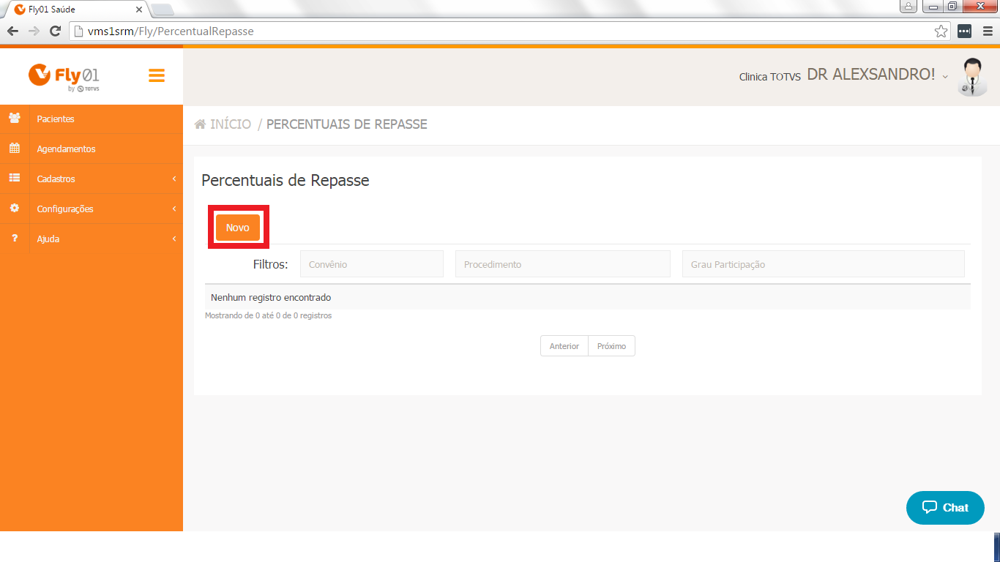 Fly01 Saúde
vms1srm/Fly/PercentualRepasse
Fly01
by TOTVS
Clinica TOTVS DR ALEXSANDRO!
Pacientes
Agendamentos
Cadastros
Configurações
Ajuda
INÍCIO / PERCENTUAIS DE REPASSE
Percentuais de Repasse
Novo
Filtros: Convênio Procedimento Grau Participação
Nenhum registro encontrado
Mostrando de 0 até 0 de 0 registros
Anterior Próximo
Chat